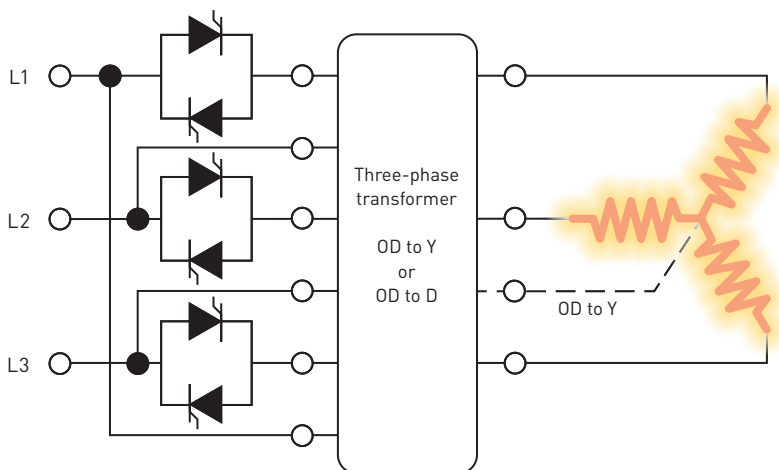 L1
L2
L3
Three-phase
transformer
OD to Y
or
OD to D
OD to Y